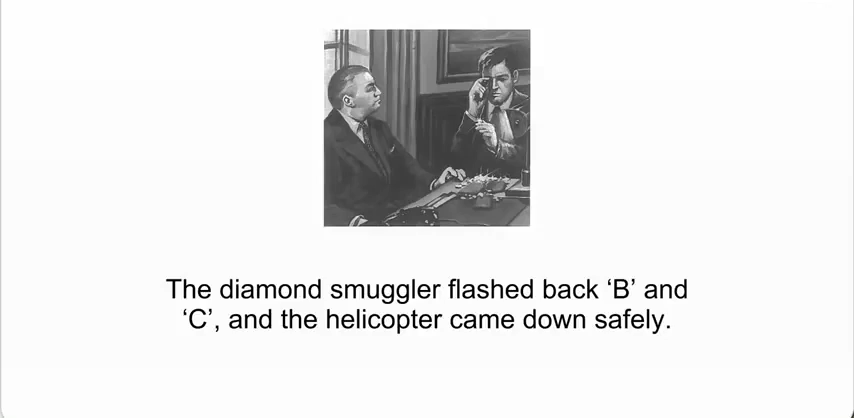 The diamond smuggler flashed back ‘B’ and
‘C’, and the helicopter came down safely.